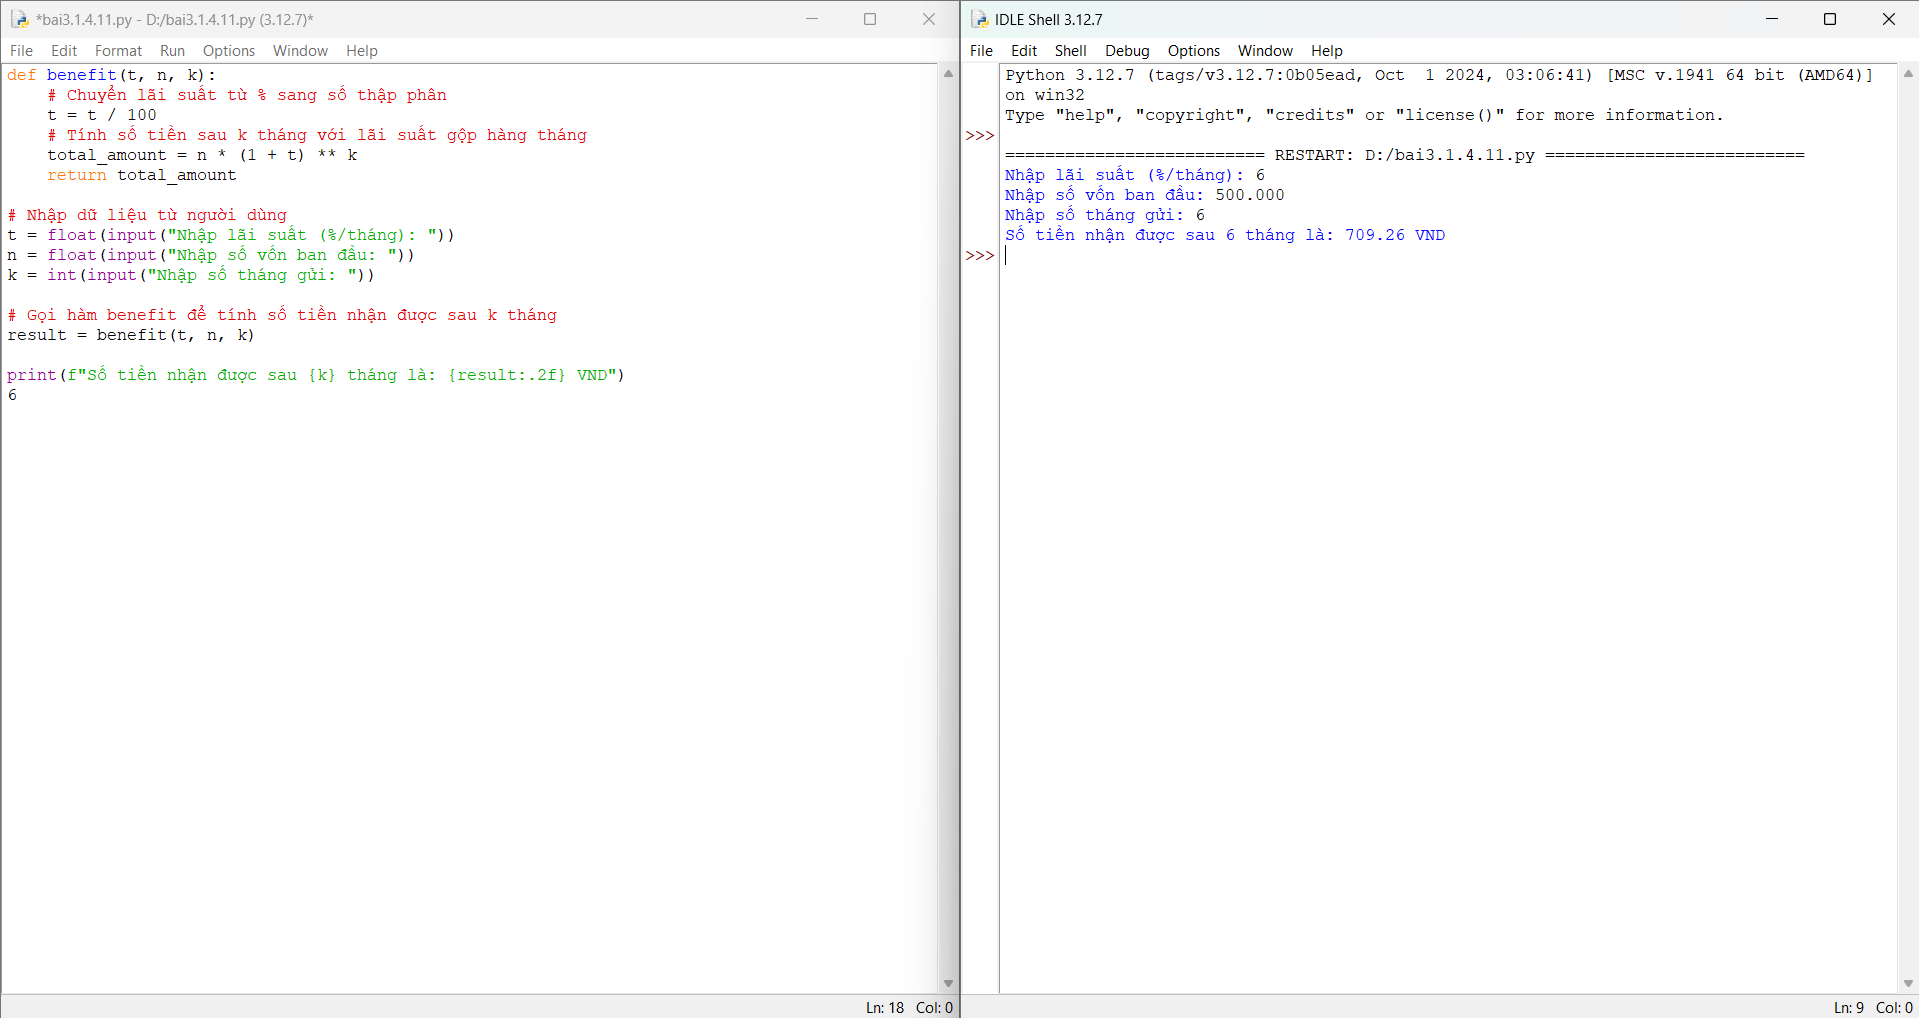 *bai3.1.4.11.py - D:/bai3.1.4.11.py (3.12.7)*
File Edit Format Run Options Window Help
def benefit(t, n, k):
    # Chuyển lãi suất từ % sang số thập phân
    t = t / 100
    # Tính số tiền sau k tháng với lãi suất gộp hàng tháng
    total_amount = n * (1 + t) ** k
    return total_amount
# Nhập dữ liệu từ người dùng
t = float(input("Nhập lãi suất (%/tháng): "))
n = float(input("Nhập số vốn ban đầu: "))
k = int(input("Nhập số tháng gửi: "))
# Gọi hàm benefit để tính số tiền nhận được sau k tháng
result = benefit(t, n, k)
print(f"Số tiền nhận được sau {k} tháng là: {result:.2f} VND")
6
Ln: 18 Col: 0
IDLE Shell 3.12.7
File Edit Shell Debug Options Window Help
Python 3.12.7 (tags/v3.12.7:0b05ead, Oct  1 2024, 03:06:41) [MSC v.1941 64 bit (AMD64)]
on win32
Type "help", "copyright", "credits" or "license()" for more information.
>>>
========================== RESTART: D:/bai3.1.4.11.py ==========================
Nhập lãi suất (%/tháng): 6
Nhập số vốn ban đầu: 500.000
Nhập số tháng gửi: 6
Số tiền nhận được sau 6 tháng là: 709.26 VND
>>>
Ln: 9 Col: 0